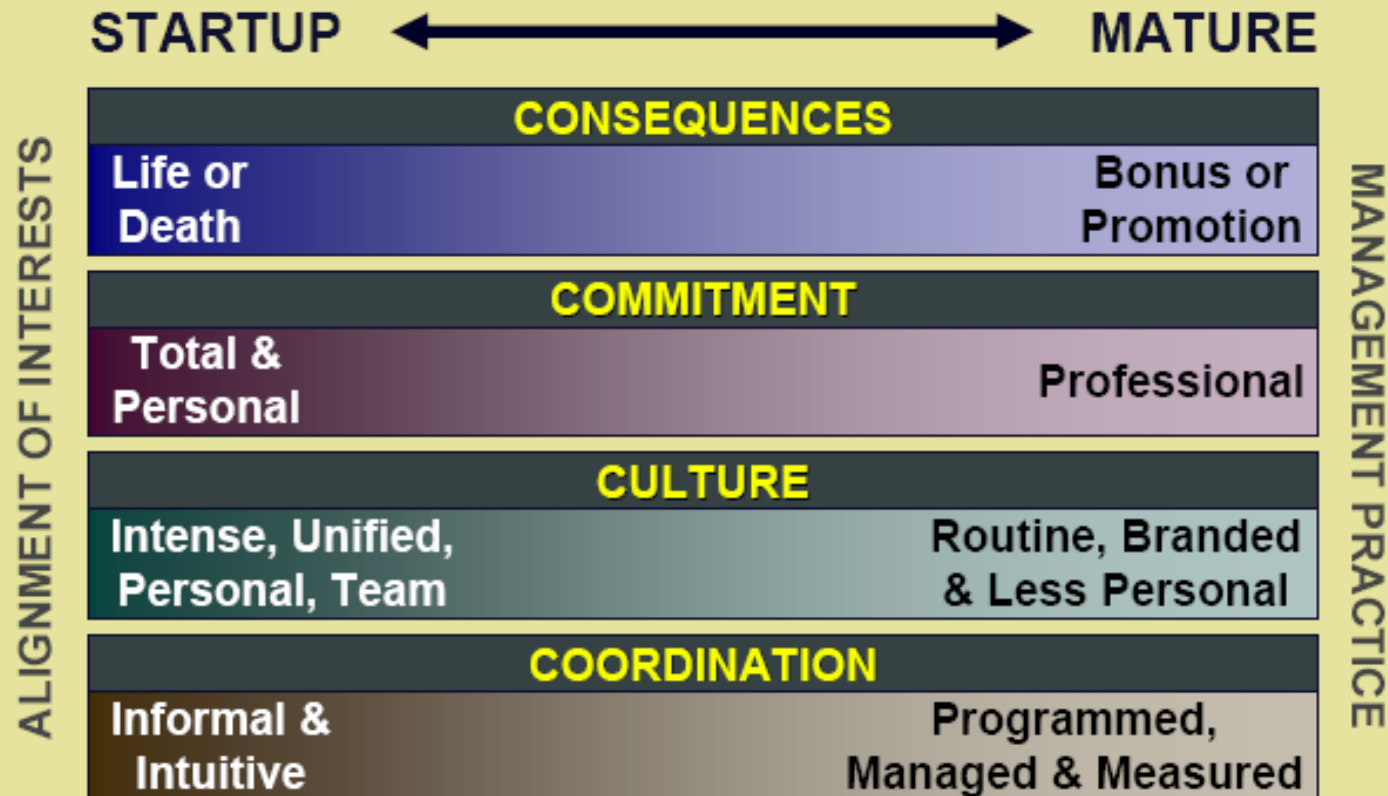 STARTUP MATURE
ALIGNMENT OF INTERESTS
CONSEQUENCES
Life or
Death
Bonus or
Promotion
COMMITMENT
Total &
Personal
Professional
CULTURE
Intense, Unified,
Personal, Team
Routine, Branded
& Less Personal
COORDINATION
Informal &
Intuitive
Programmed,
Managed & Measured
MANAGEMENT PRACTICE